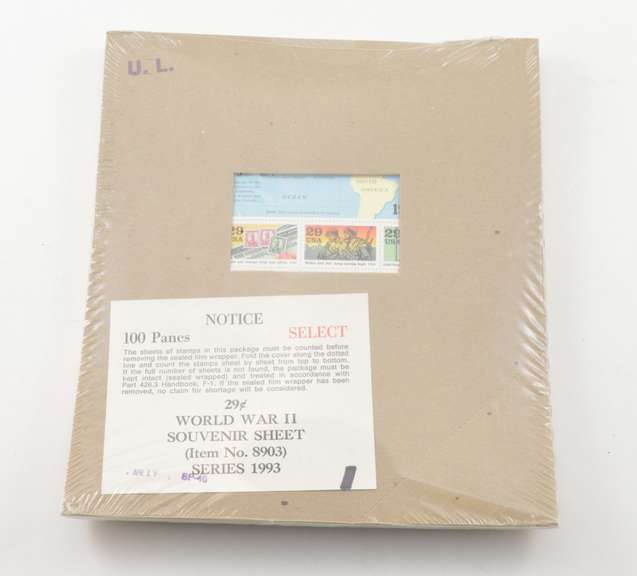 U. L.
OCEAN
SOUTH
AMERICA
29
USA
29
USA
29
USA
NOTICE
100 Panes
SELECT
The sheets of stamps in this package must be counted before
removing the sealed film wrapper. Fold the cover along the dotted
line and count the stamps sheet by sheet from top to bottom.
If the full number of sheets is not found, the package must be
kept intact (sealed wrapped) and treated in accordance with
Part 426.3 Handbook, F-1. If the sealed film wrapper has been
removed, no claim for shortage will be considered.
29¢
WORLD WAR II
SOUVENIR SHEET
(Item No. 8903)
SERIES 1993